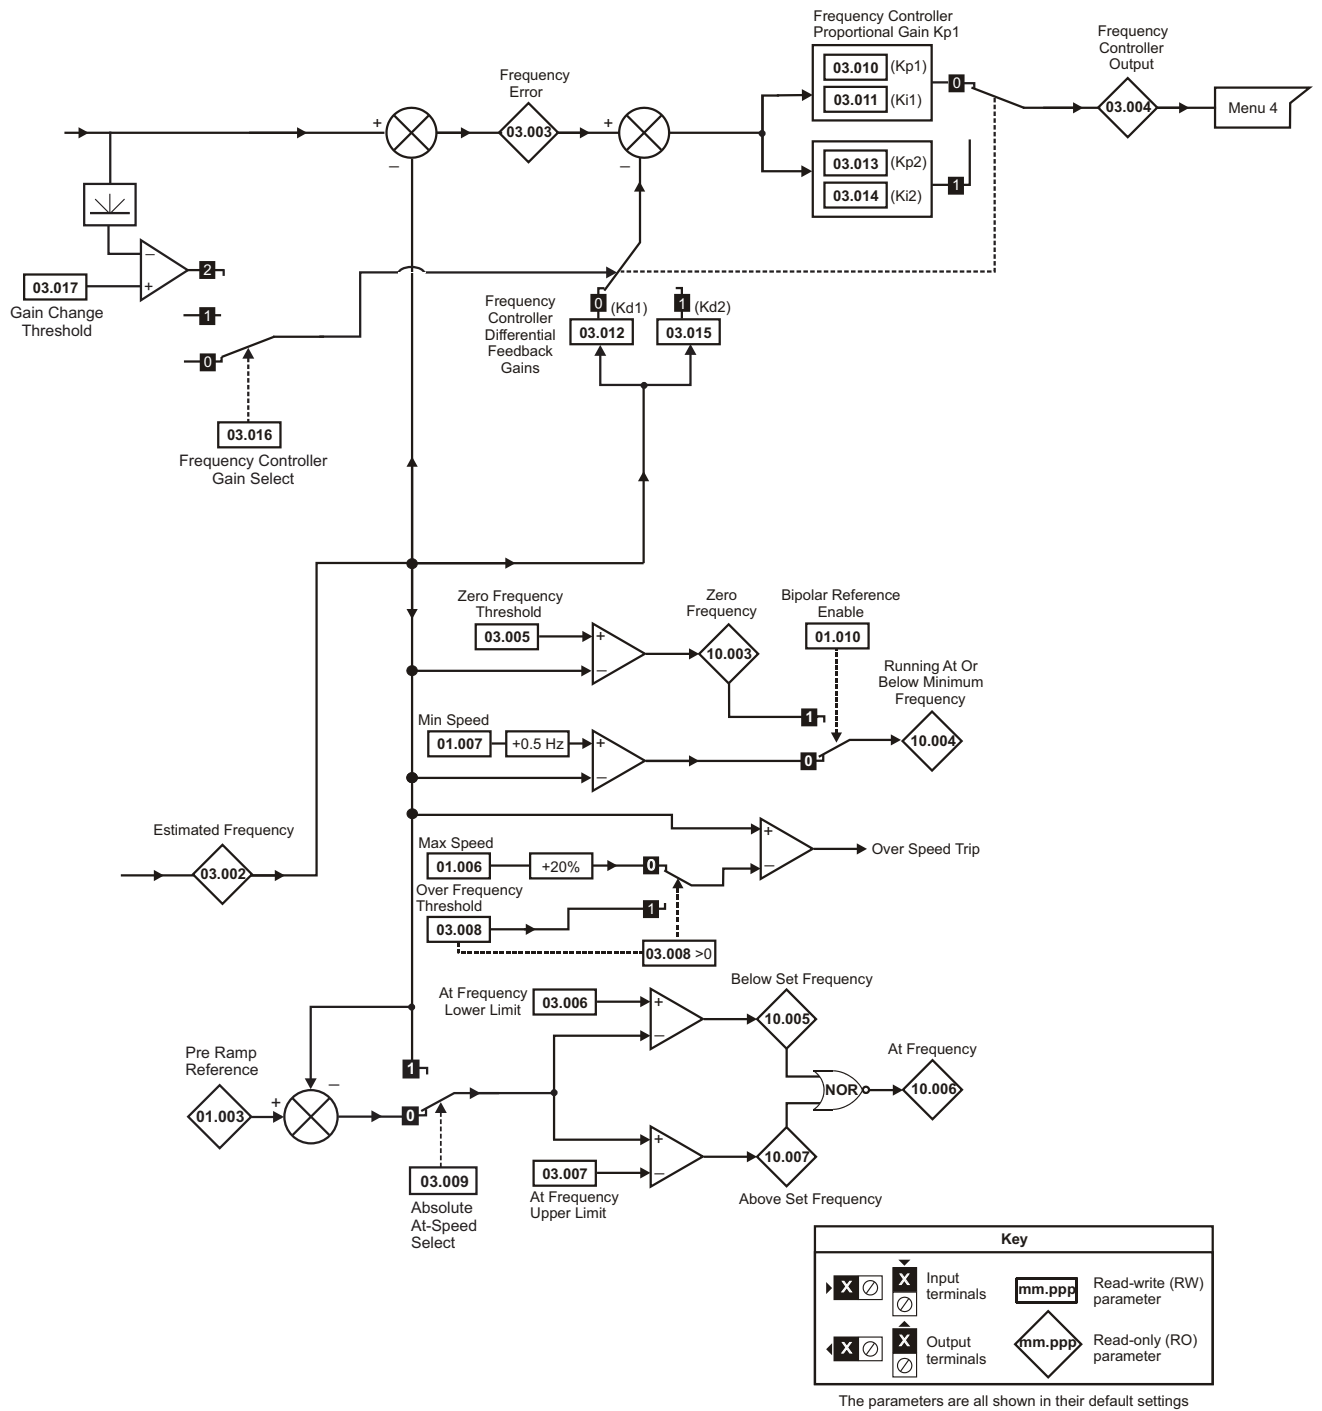 Frequency Controller
Proportional Gain Kp1
03.010 (Kp1)
03.011 (Ki1)
0
Frequency
Controller
Output
03.004
Menu 4
Frequency
Error
03.003
+
−
+
−
03.013 (Kp2)
03.014 (Ki2)
1
−
+
2
03.017
Gain Change
Threshold
1
0
03.016
Frequency Controller
Gain Select
Frequency
Controller
Differential
Feedback
Gains
0 (Kd1)
03.012
1 (Kd2)
03.015
Zero Frequency
Threshold
03.005
+
−
Zero
Frequency
10.003
Bipolar Reference
Enable
01.010
1
Running At Or
Below Minimum
Frequency
10.004
Min Speed
01.007
+0.5 Hz
+
−
0
Estimated Frequency
03.002
Max Speed
01.006
+20%
0
+
−
Over Speed Trip
Over Frequency
Threshold
03.008
1
03.008 >0
At Frequency
Lower Limit
03.006
+
−
Below Set Frequency
10.005
Pre Ramp
Reference
01.003
+
−
1
0
03.009
Absolute
At-Speed
Select
NOR
At Frequency
10.006
+
−
03.007
At Frequency
Upper Limit
10.007
Above Set Frequency
Key
X
X
Input
terminals
mm.ppp
Read-write (RW)
parameter
X
X
Output
terminals
mm.ppp
Read-only (RO)
parameter
The parameters are all shown in their default settings